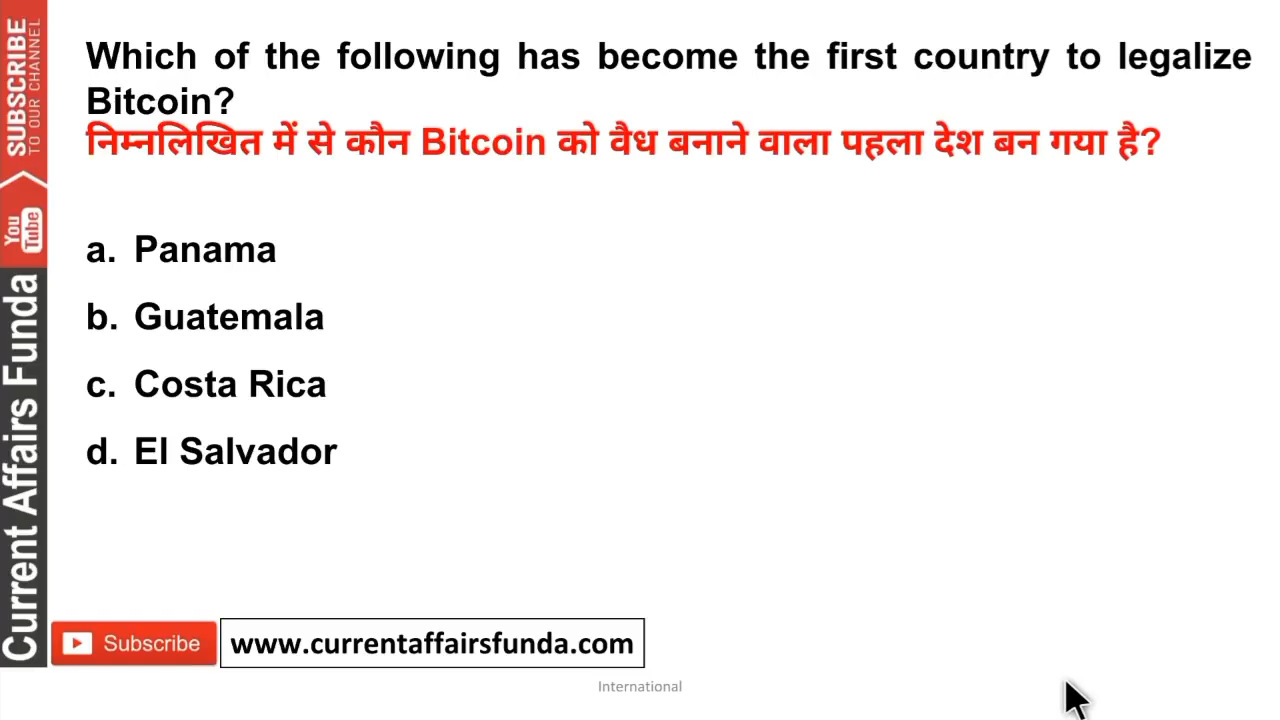 Which of the following has become the first country to legalize
Bitcoin?
निम्नलिखित में से कौन Bitcoin को वैध बनाने वाला पहला देश बन गया है?
a. Panama
b. Guatemala
c. Costa Rica
d. El Salvador
SUBSCRIBE
TO OUR CHANNEL
You
Tube
Current Affairs Funda
Subscribe
www.currentaffairsfunda.com
International